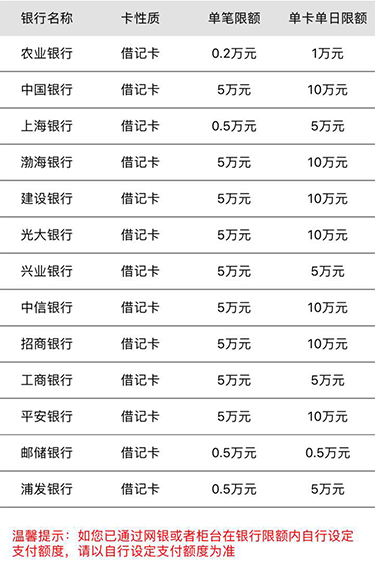 银行名称 卡性质 单笔限额 单卡单日限额
农业银行 借记卡 0.2万元 1万元
中国银行 借记卡 5万元 10万元
上海银行 借记卡 0.5万元 5万元
渤海银行 借记卡 5万元 10万元
建设银行 借记卡 5万元 10万元
光大银行 借记卡 5万元 10万元
兴业银行 借记卡 5万元 5万元
中信银行 借记卡 5万元 10万元
招商银行 借记卡 5万元 10万元
工商银行 借记卡 5万元 5万元
平安银行 借记卡 5万元 10万元
邮储银行 借记卡 0.5万元 0.5万元
浦发银行 借记卡 0.5万元 5万元
温馨提示：如您已通过网银或者柜台在银行限额内自行设定
支付额度，请以自行设定支付额度为准